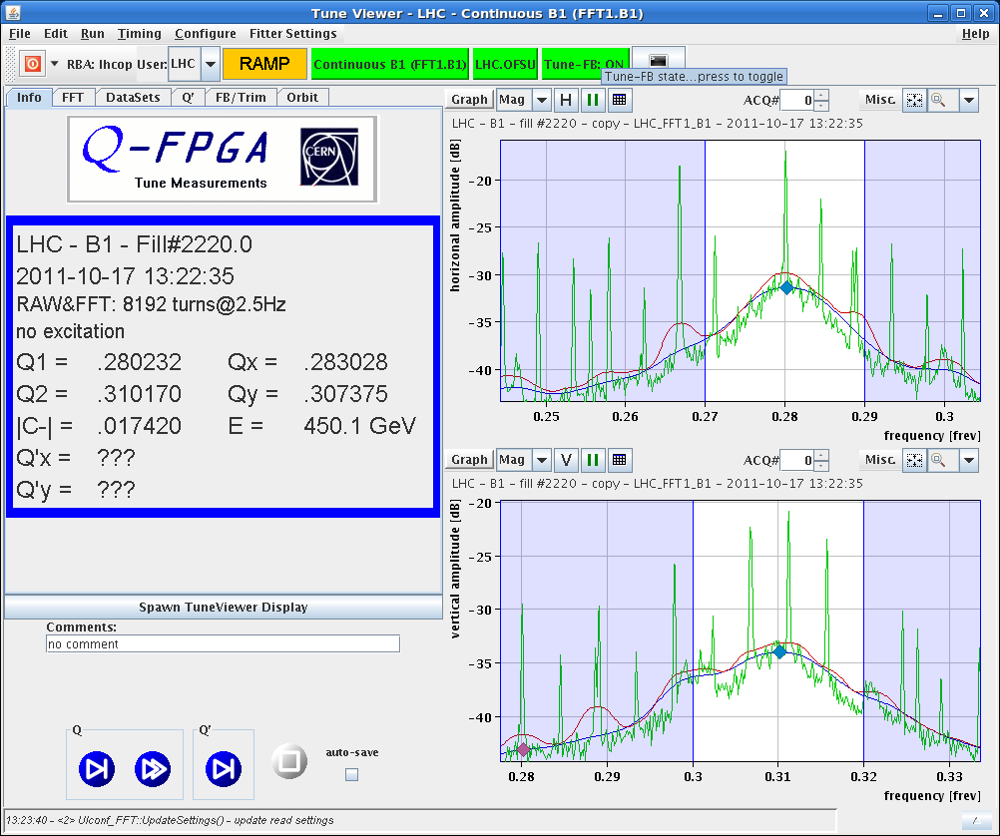 Tune Viewer - LHC - Continuous B1 (FFT1.B1)
File Edit Run Timing Configure Fitter Settings Help
RBA: lhcop User: LHC RAMP Continuous B1 (FFT1.B1) LHC.OFSU Tune-FB: ON
Tune-FB state...press to toggle
Info FFT DataSets Q' FB/Trim Orbit
Q-FPGA
Tune Measurements
CERN
LHC - B1 - Fill#2220.0
2011-10-17 13:22:35
RAW&FFT: 8192 turns@2.5Hz
no excitation
Q1 = .280232 Qx = .283028
Q2 = .310170 Qy = .307375
|C-| = .017420 E = 450.1 GeV
Q'x = ???
Q'y = ???
Spawn TuneViewer Display
Comments:
no comment
Q
Q'
auto-save
13:23:40 - <2> UIconf_FFT::UpdateSettings() - update read settings
Graph Mag H ACQ# 0 Misc.
LHC - B1 - fill #2220 - copy - LHC_FFT1_B1 - 2011-10-17 13:22:35
horizonal amplitude [dB]
-20
-25
-30
-35
-40
0.25 0.26 0.27 0.28 0.29 0.3
frequency [frev]
Graph Mag V ACQ# 0 Misc.
LHC - B1 - fill #2220 - copy - LHC_FFT1_B1 - 2011-10-17 13:22:35
vertical amplitude [dB]
-20
-25
-30
-35
-40
0.28 0.29 0.3 0.31 0.32 0.33
frequency [frev]